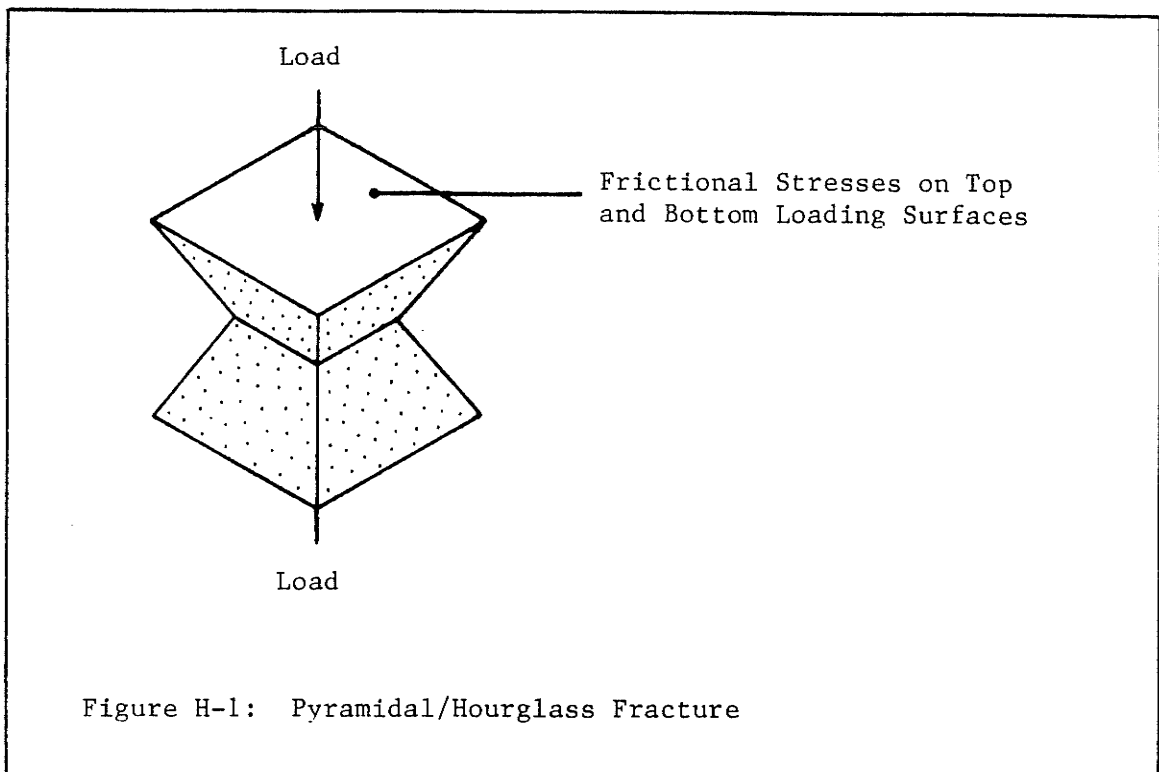 Load
Frictional Stresses on Top
and Bottom Loading Surfaces
Load
Figure H-1: Pyramidal/Hourglass Fracture